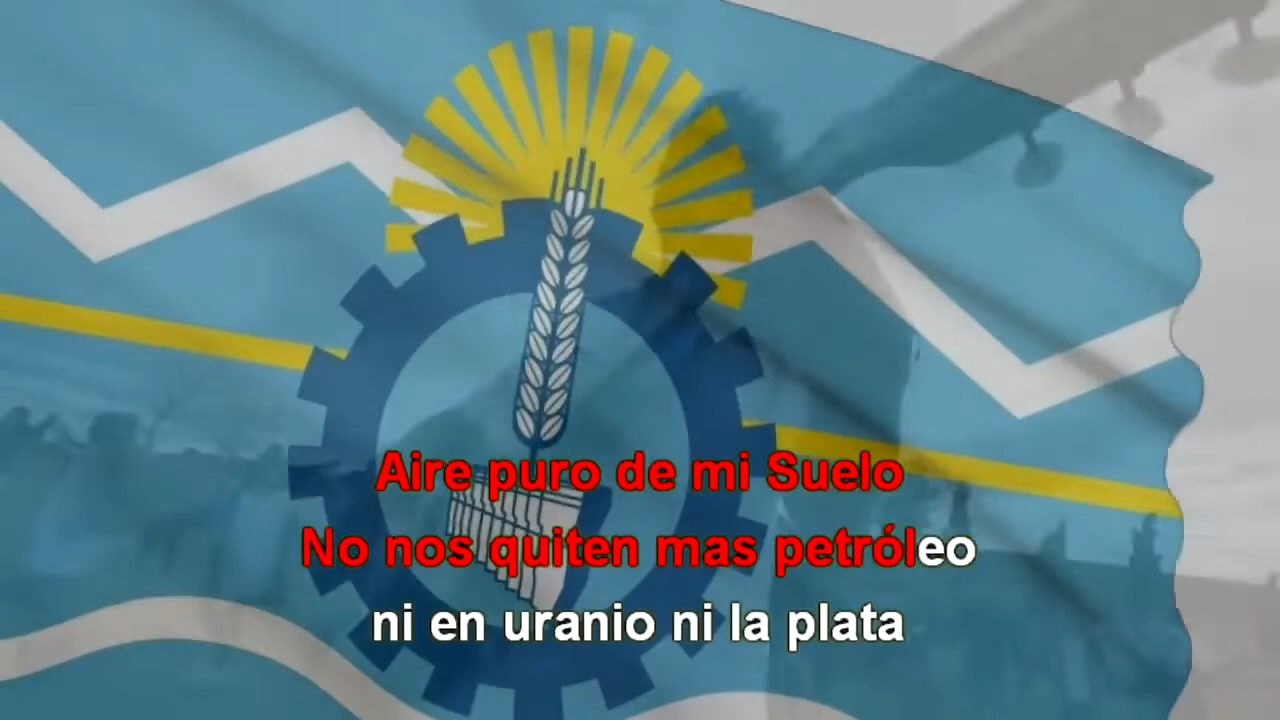 Aire puro de mi Suelo
No nos quiten mas petróleo
ni en uranio ni la plata